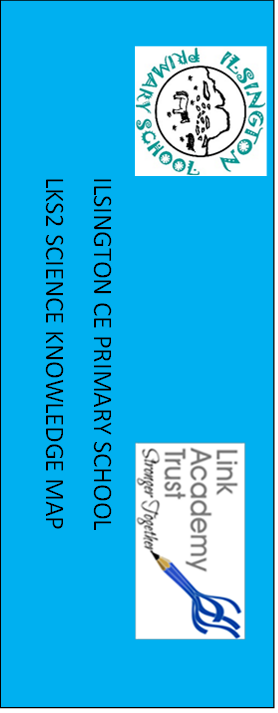 ILSINGTON
PRIMARY SCHOOL
Link
Academy
Trust
Stronger Together
ILSINGTON CE PRIMARY SCHOOL
LKS2 SCIENCE KNOWLEDGE MAP